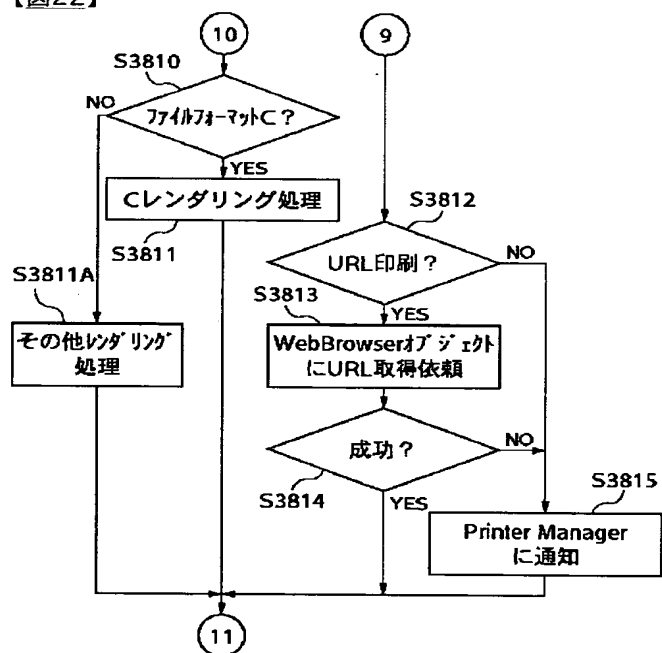 【図22】
10
9
S3810
NO
ファイルフォーマットC?
YES
Cレンダリング処理
S3811
S3812
URL印刷?
NO
S3811A
S3813
YES
その他レンダリング
処理
WebBrowserオブジェクト
にURL取得依頼
成功?
NO
S3814
YES
S3815
Printer Manager
に通知
11